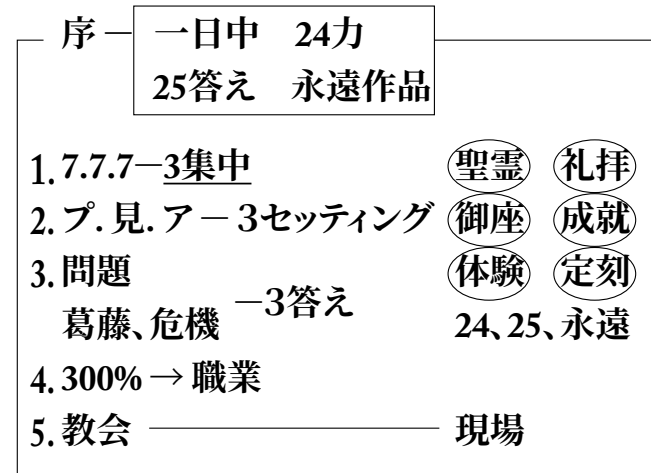 序－ 一日中　24力
25答え　永遠作品
1. 7.7.7－3集中　聖霊　礼拝
2. プ.見.ア－3セッティング　御座　成就
3. 問題　体験　定刻
葛藤、危機 －3答え　24、25、永遠
4. 300% → 職業
5. 教会 ――― 現場